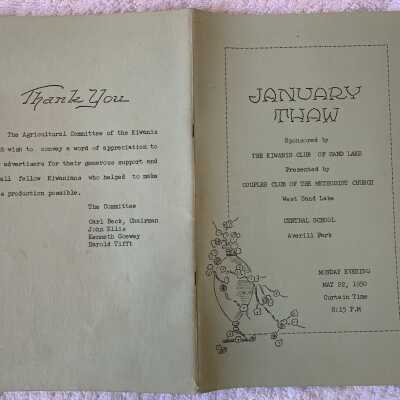 Thank You
The Agricultural Committee of the Kiwanis
wish to convey a word of appreciation to
advertisers for their generous support and
all fellow Kiwanians who helped to make
production possible.
The Committee
Carl Beck, Chairman
John Ellis
Kenneth Goewey
Harold Tifft
JANUARY
THAW
Sponsored by
THE KIWANIS CLUB OF SAND LAKE
Presented by
COUPLES CLUB OF THE METHODIST CHURCH
West Sand Lake
CENTRAL SCHOOL
Averill Park
MONDAY EVENING
MAY 22, 1950
Curtain Time
8:15 P.M